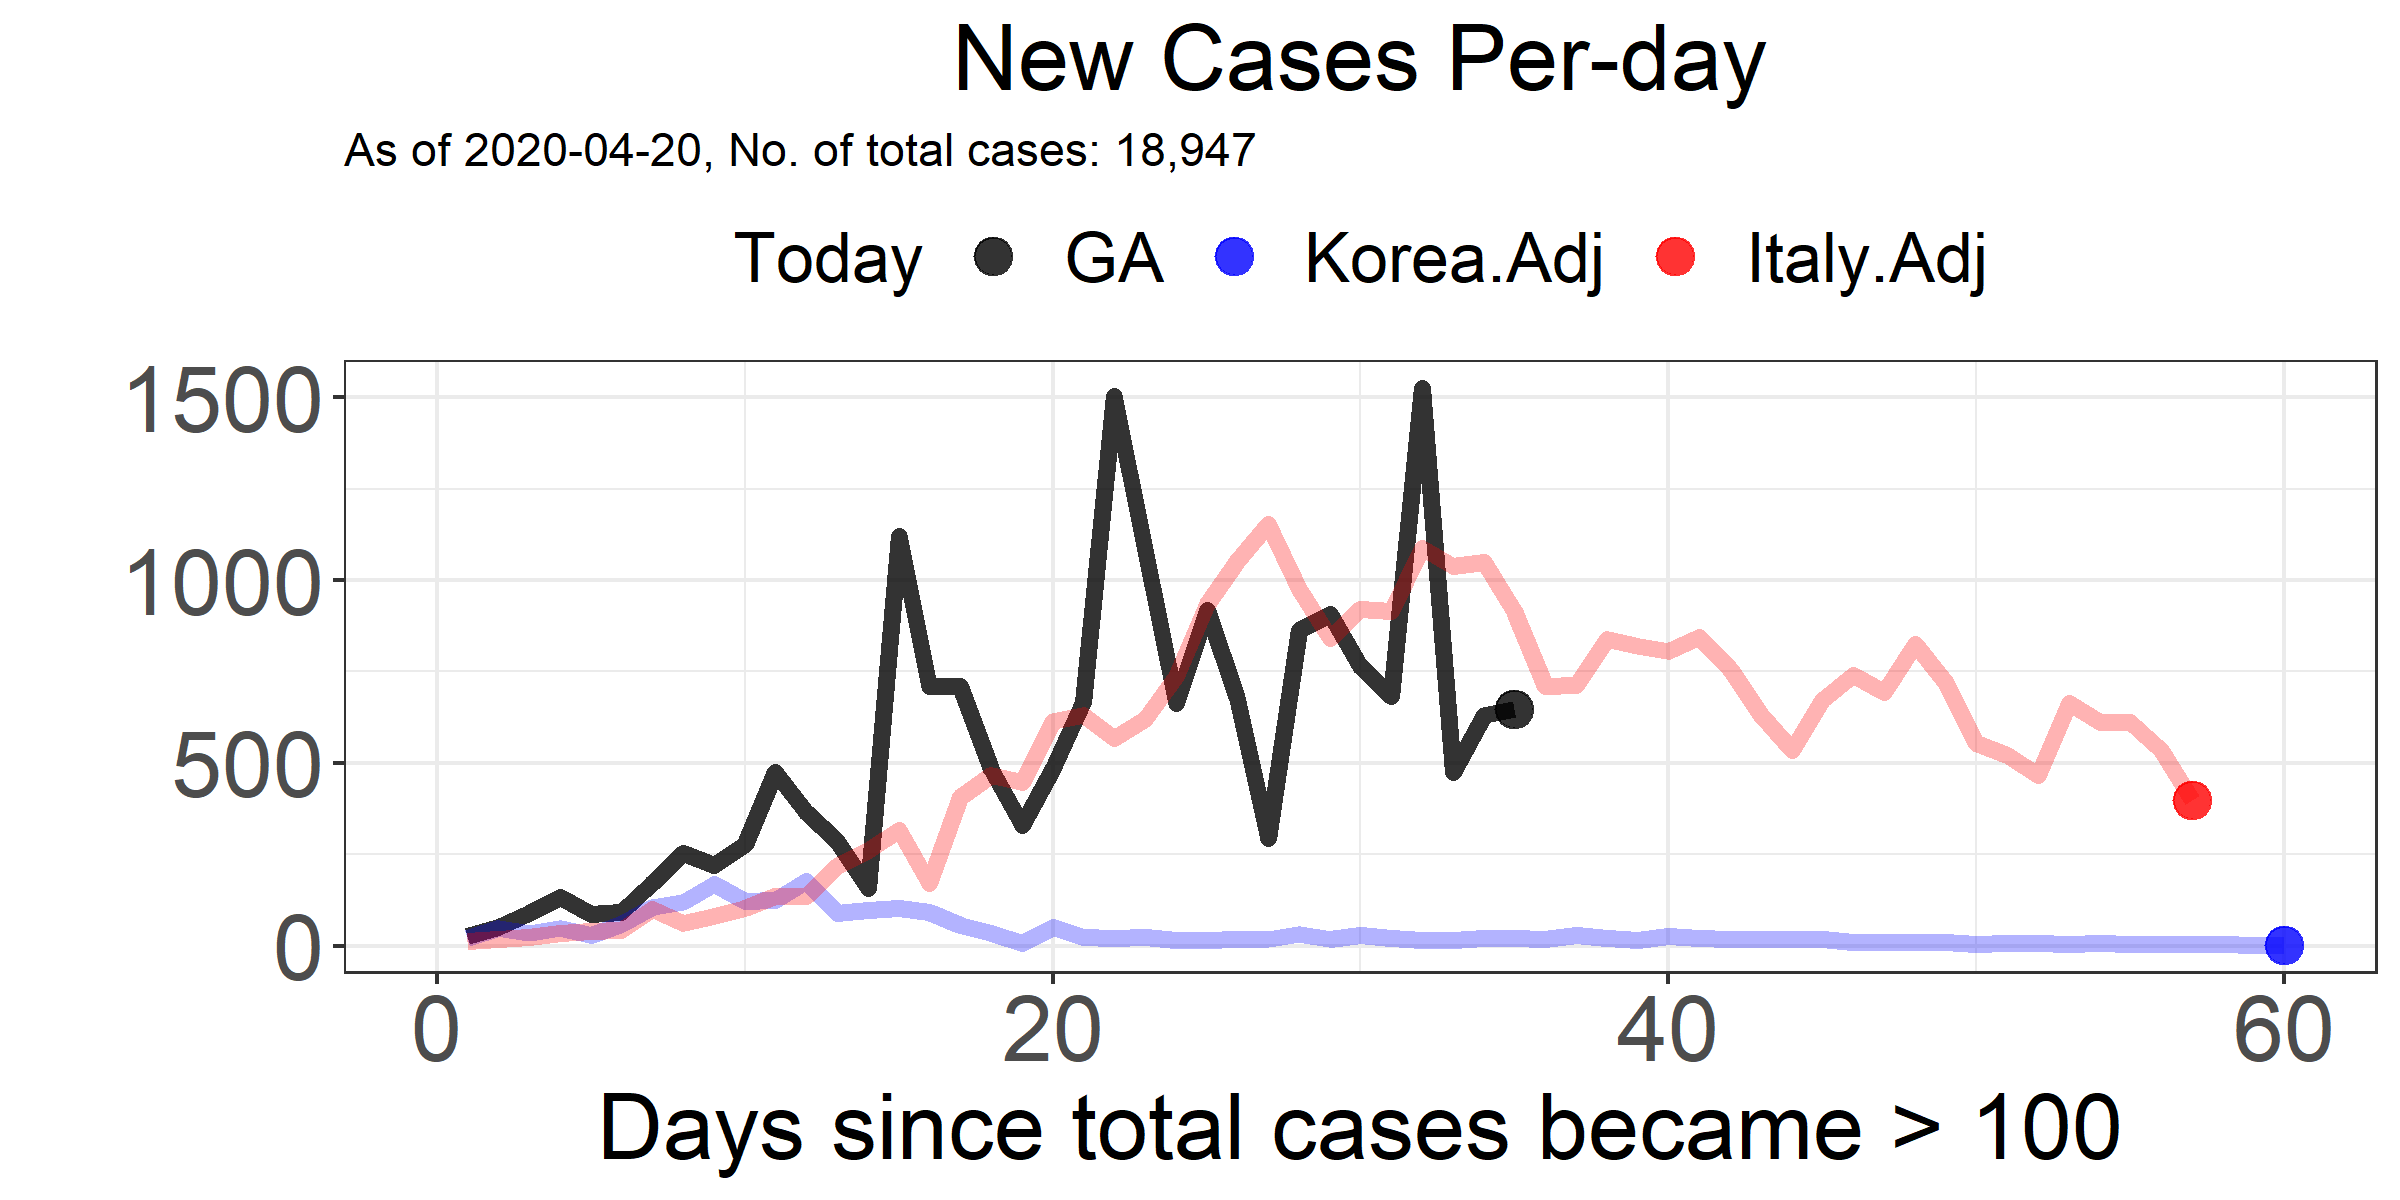 New Cases Per-day
As of 2020-04-20, No. of total cases: 18,947
Today GA Korea.Adj Italy.Adj
1500
1000
500
0
0 20 40 60
Days since total cases became > 100